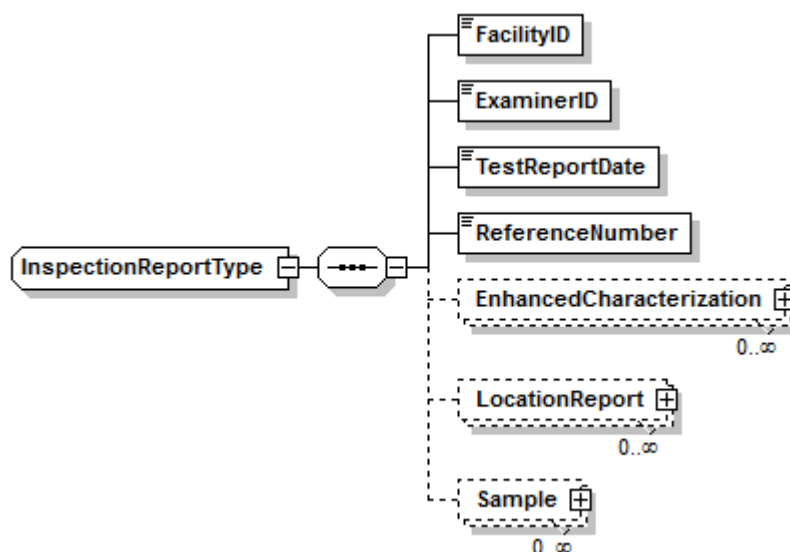 FacilityID
ExaminerID
TestReportDate
ReferenceNumber
InspectionReportType
EnhancedCharacterization
0..∞
LocationReport
0..∞
Sample
0..∞